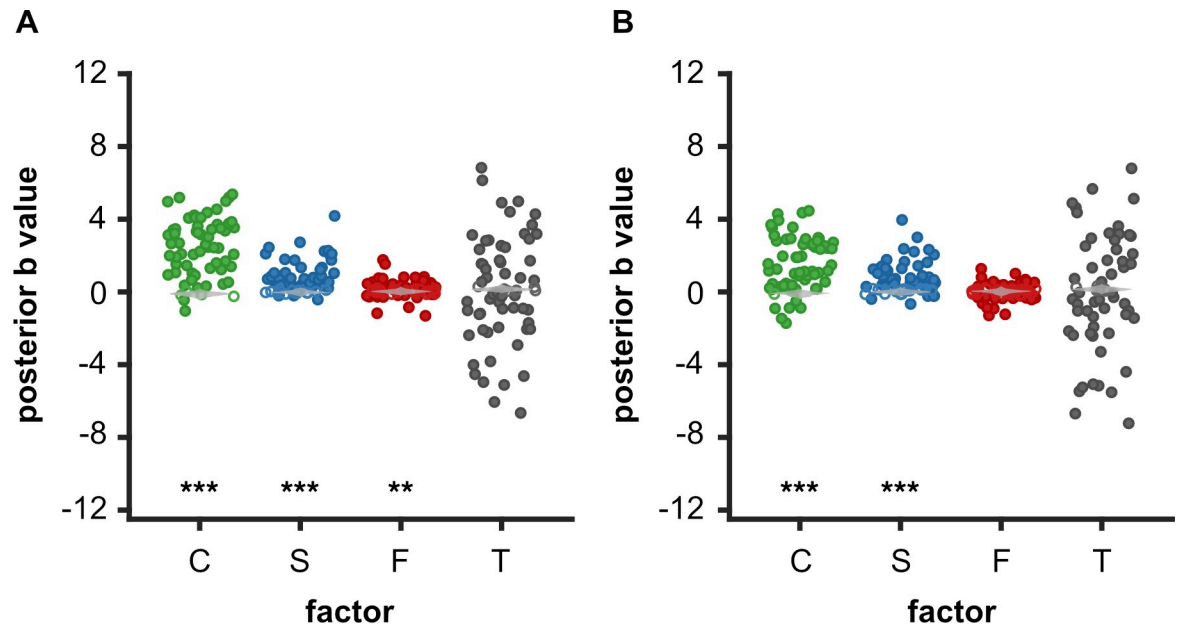 A
B
posterior b value
12
8
4
0
-4
-8
-12
*** *** **
C S F T
factor
posterior b value
12
8
4
0
-4
-8
-12
*** ***
C S F T
factor